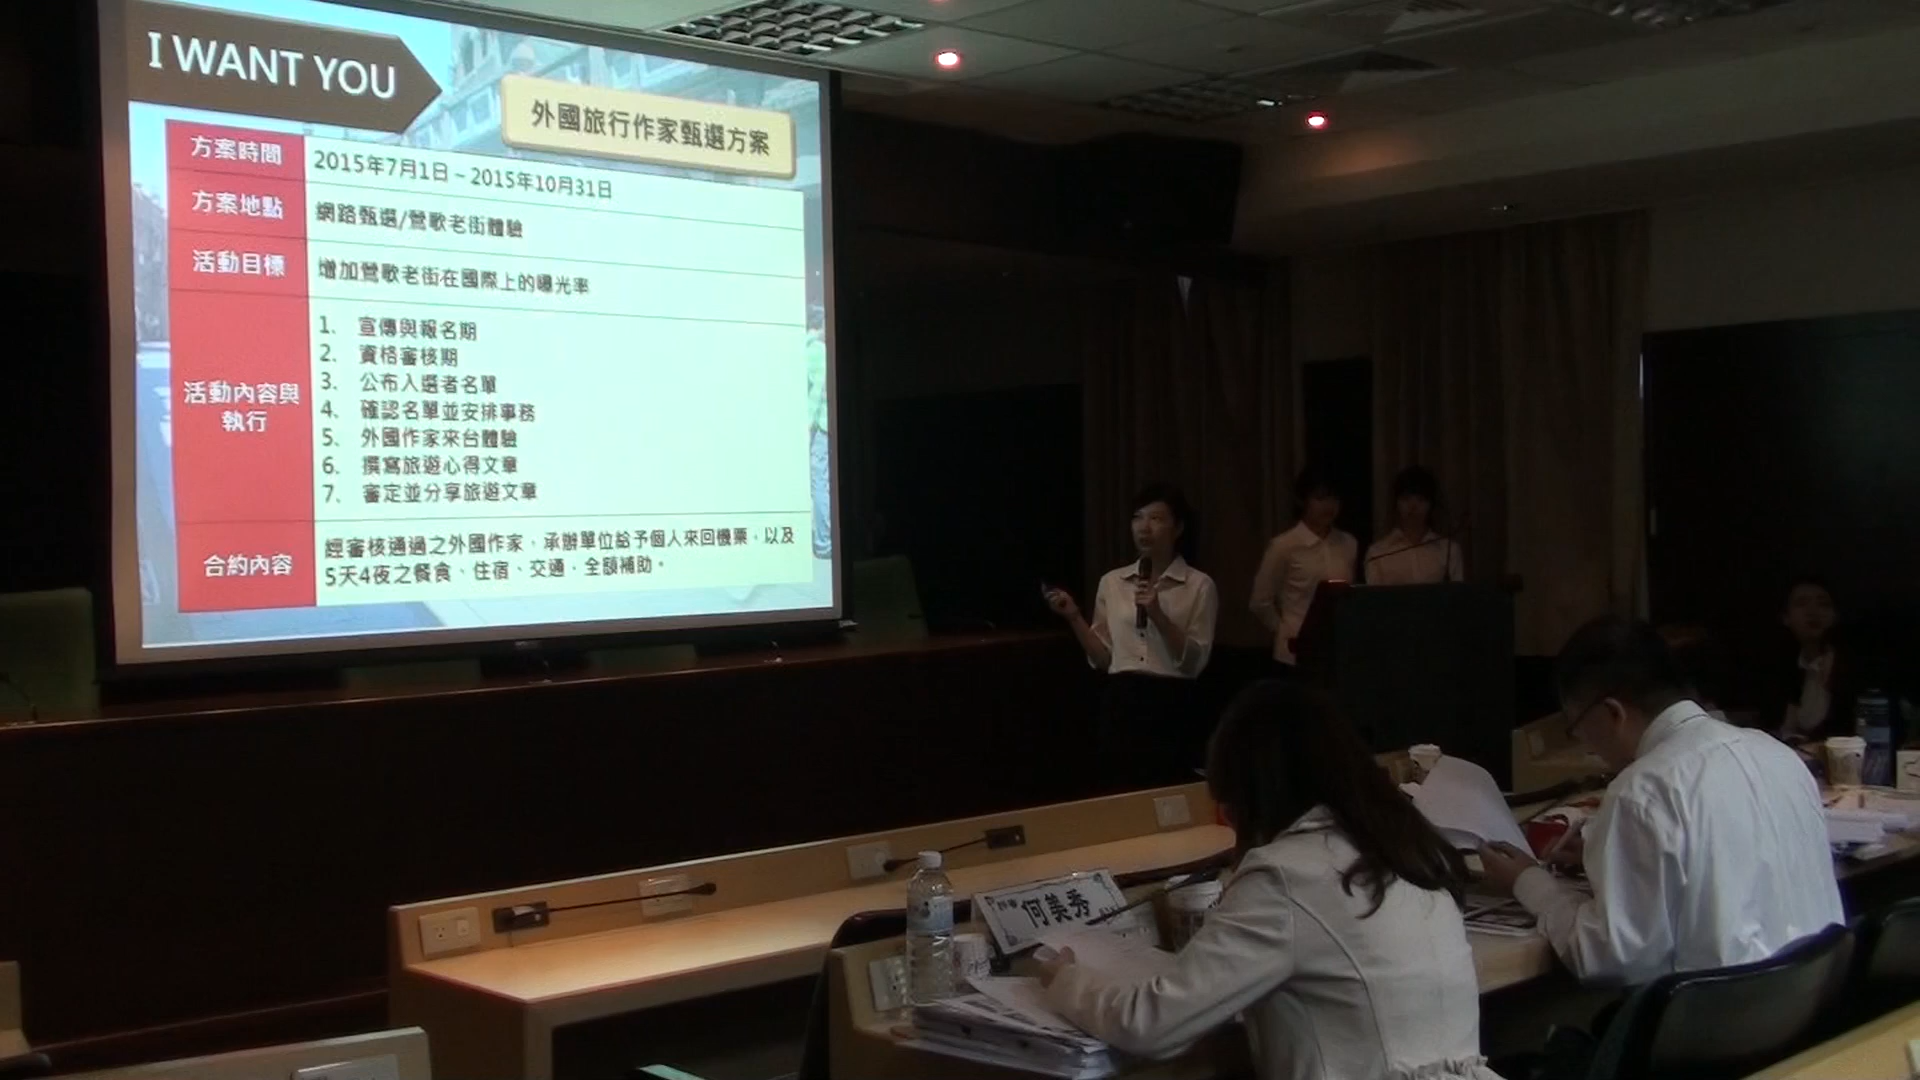 I WANT YOU
外國旅行作家甄選方案
方案時間
2015年7月1日~2015年10月31日
方案地點
網路甄選/鶯歌老街體驗
活動目標
增加鶯歌老街在國際上的曝光率
活動內容與
執行
1. 宣傳與報名期
2. 資格審核期
3. 公布入選者名單
4. 確認名單並安排事務
5. 外國作家來台體驗
6. 撰寫旅遊心得文章
7. 審定並分享旅遊文章
合約內容
經審核通過之外國作家，承辦單位給予個人來回機票，以及
5天4夜之餐食、住宿、交通，全額補助。
何美秀